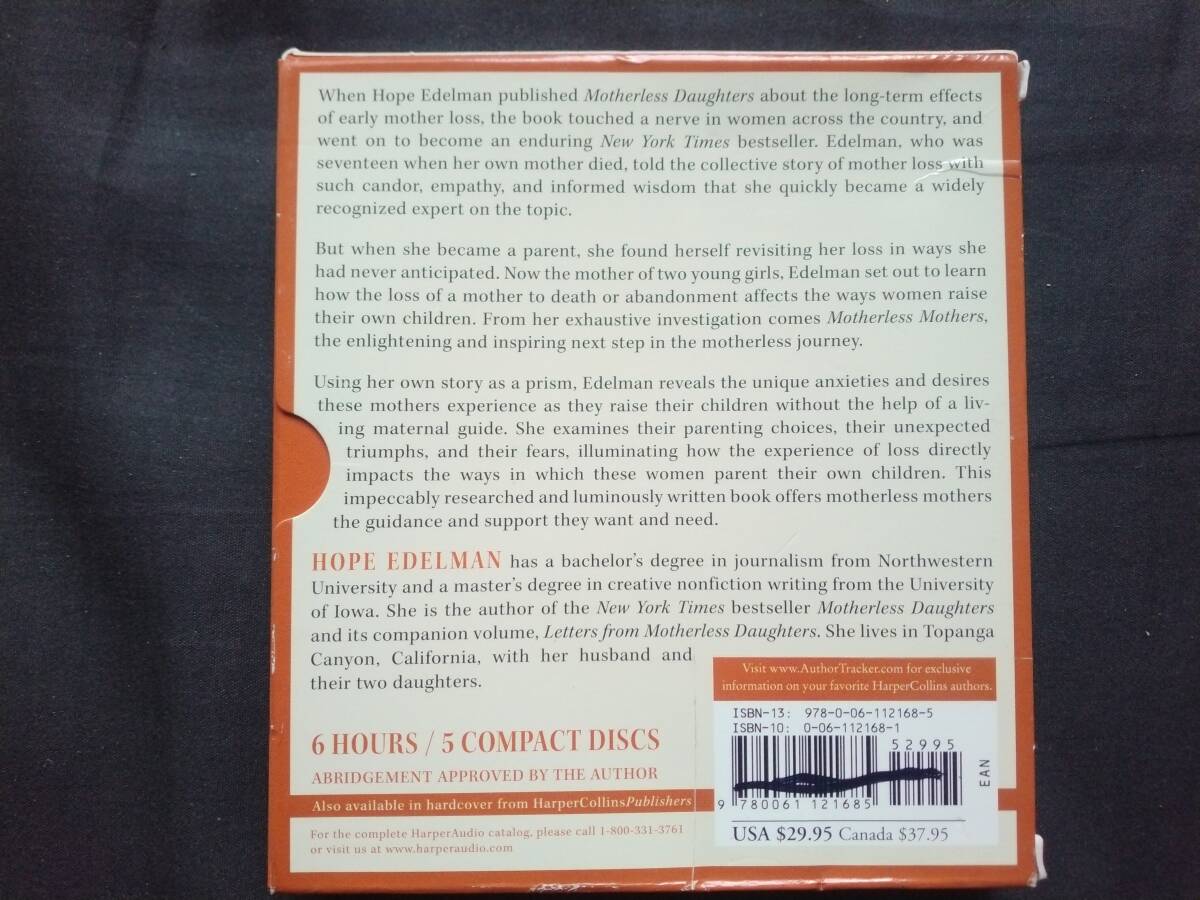 When Hope Edelman published Motherless Daughters about the long-term effects
of early mother loss, the book touched a nerve in women across the country, and
went on to become an enduring New York Times bestseller. Edelman, who was
seventeen when her own mother died, told the collective story of mother loss with
such candor, empathy, and informed wisdom that she quickly became a widely
recognized expert on the topic.
But when she became a parent, she found herself revisiting her loss in ways she
had never anticipated. Now the mother of two young girls, Edelman set out to learn
how the loss of a mother to death or abandonment affects the ways women raise
their own children. From her exhaustive investigation comes Motherless Mothers,
the enlightening and inspiring next step in the motherless journey.
Using her own story as a prism, Edelman reveals the unique anxieties and desires
these mothers experience as they raise their children without the help of a liv-
ing maternal guide. She examines their parenting choices, their unexpected
triumphs, and their fears, illuminating how the experience of loss directly
impacts the ways in which these women parent their own children. This
impeccably researched and luminously written book offers motherless mothers
the guidance and support they want and need.
HOPE EDELMAN has a bachelor's degree in journalism from Northwestern
University and a master's degree in creative nonfiction writing from the University
of Iowa. She is the author of the New York Times bestseller Motherless Daughters
and its companion volume, Letters from Motherless Daughters. She lives in Topanga
Canyon, California, with her husband and
their two daughters.
6 HOURS / 5 COMPACT DISCS
ABRIDGEMENT APPROVED BY THE AUTHOR
Also available in hardcover from HarperCollinsPublishers
For the complete HarperAudio catalog, please call 1-800-331-3761
or visit us at www.harperaudio.com
Visit www.AuthorTracker.com for exclusive
information on your favorite HarperCollins authors.
ISBN-13: 978-0-06-112168-5
ISBN-10: 0-06-112168-1
52995
9 780061 121685
EAN
USA $29.95 Canada $37.95